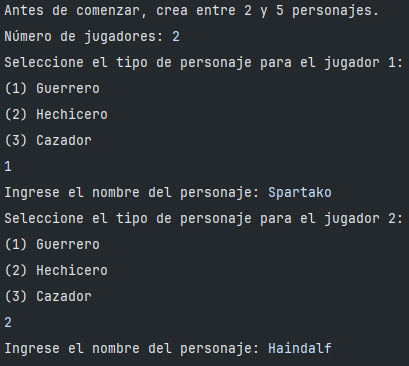 Antes de comenzar, crea entre 2 y 5 personajes.
Número de jugadores: 2
Seleccione el tipo de personaje para el jugador 1:
(1) Guerrero
(2) Hechicero
(3) Cazador
1
Ingrese el nombre del personaje: Spartako
Seleccione el tipo de personaje para el jugador 2:
(1) Guerrero
(2) Hechicero
(3) Cazador
2
Ingrese el nombre del personaje: Haindalf